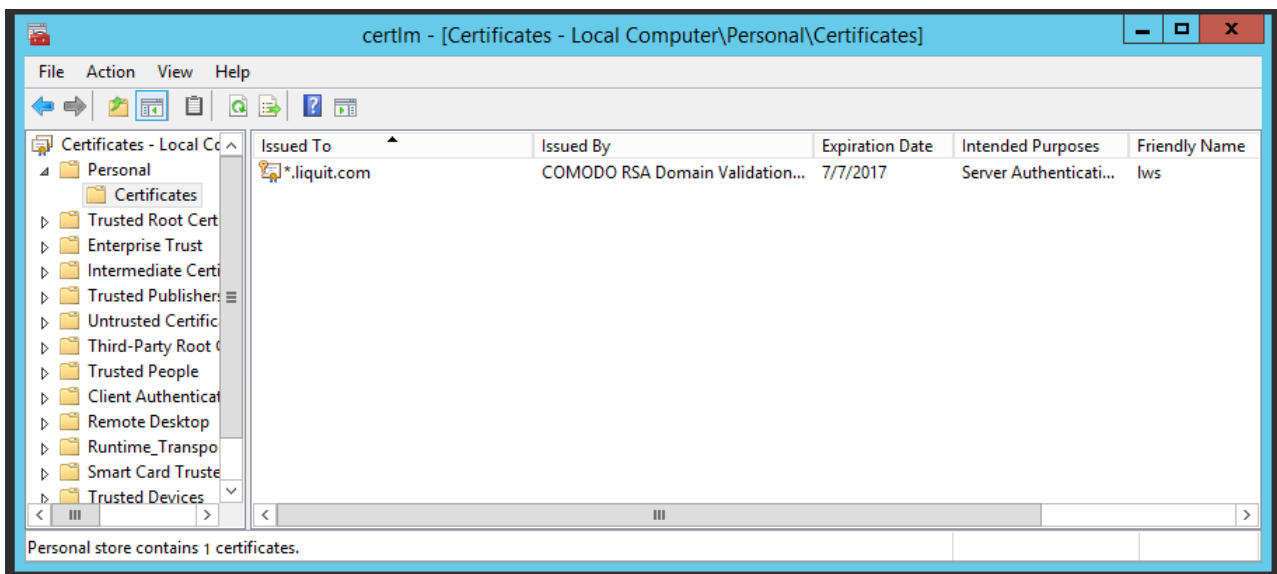 certlm - [Certificates - Local Computer\Personal\Certificates]
File Action View Help
Certificates - Local Co
Personal
Certificates
Trusted Root Cert
Enterprise Trust
Intermediate Certi
Trusted Publishers
Untrusted Certific
Third-Party Root C
Trusted People
Client Authenticat
Remote Desktop
Runtime_Transpo
Smart Card Truste
Trusted Devices
Issued To Issued By Expiration Date Intended Purposes Friendly Name
*.liquit.com COMODO RSA Domain Validation... 7/7/2017 Server Authenticati... lws
Personal store contains 1 certificates.